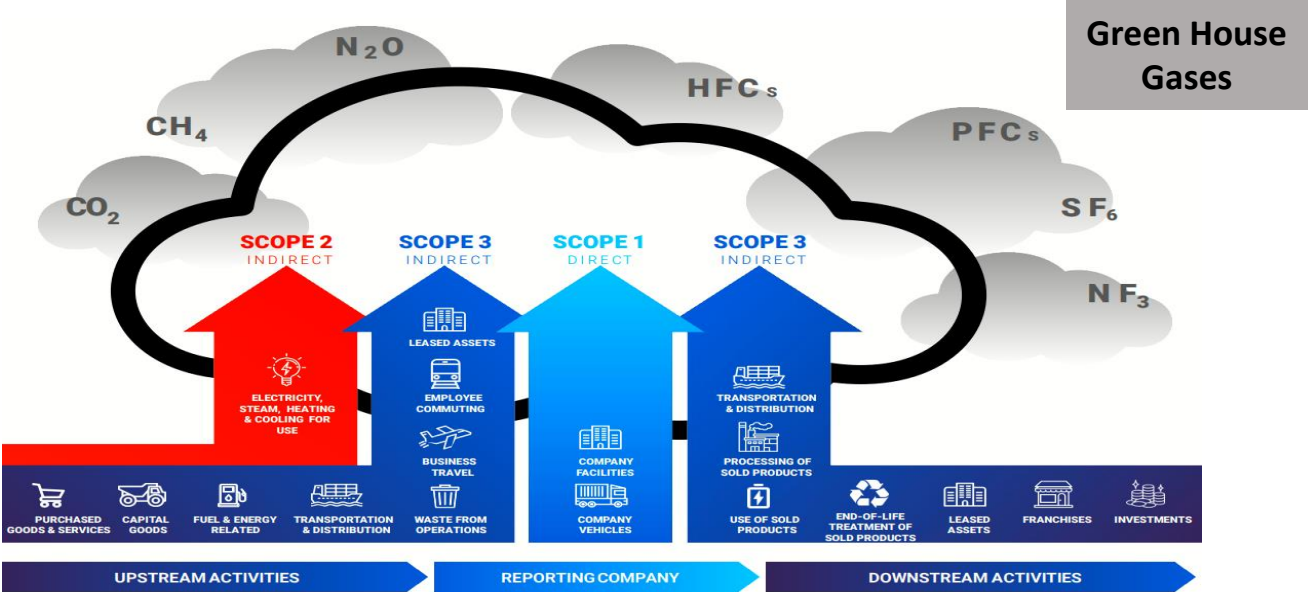 Green House
Gases
N2O
HFCs
CH4
PFCs
CO2
SF6
NF3
SCOPE 2
INDIRECT
SCOPE 3
INDIRECT
SCOPE 1
DIRECT
SCOPE 3
INDIRECT
ELECTRICITY,
STEAM, HEATING
& COOLING FOR
USE
LEASED ASSETS
EMPLOYEE
COMMUTING
BUSINESS
TRAVEL
COMPANY
FACILITIES
TRANSPORTATION
& DISTRIBUTION
PROCESSING OF
SOLD PRODUCTS
PURCHASED
GOODS & SERVICES
CAPITAL
GOODS
FUEL & ENERGY
RELATED
TRANSPORTATION
& DISTRIBUTION
WASTE FROM
OPERATIONS
COMPANY
VEHICLES
USE OF SOLD
PRODUCTS
END-OF-LIFE
TREATMENT OF
SOLD PRODUCTS
LEASED
ASSETS
FRANCHISES
INVESTMENTS
UPSTREAM ACTIVITIES
REPORTING COMPANY
DOWNSTREAM ACTIVITIES